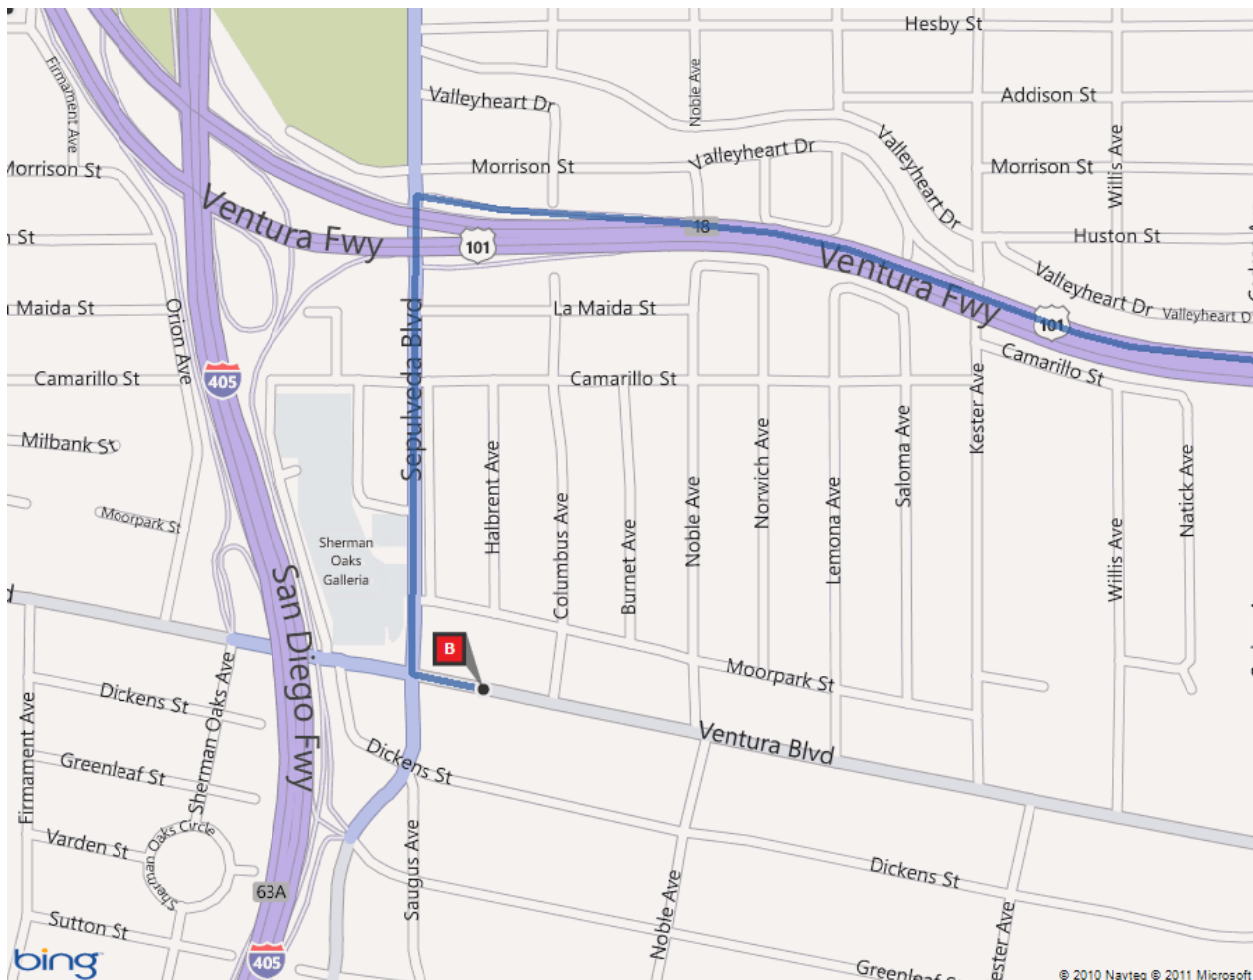 Hesby St
Firmament Ave
Noble Ave
Valleyheart Dr
Addison St
Willis Ave
Valleyheart Dr
Valleyheart Dr
Morrison St
Morrison St
Morrison St
Ventura Fwy
18
101
Huston St
n St
Ventura Fwy
Valleyheart Dr
Valleyheart D
La Maida St
a Maida St
Orion Ave
Sepulveda Blvd
101
Camarillo St
405
Camarillo St
Camarillo St
Kester Ave
Milbank St
Halbrent Ave
Columbus Ave
Burnet Ave
Noble Ave
Norwich Ave
Lemona Ave
Saloma Ave
Willis Ave
Natick Ave
Moorpark St
Sherman
Oaks
Galleria
San Diego Fwy
d
B
Moorpark St
Dickens St
Sherman Oaks Ave
Firmament Ave
Ventura Blvd
Greenleaf St
Dickens St
Varden St
Sherman Oaks Circle
63A
Saugus Ave
Noble Ave
Dickens St
ester Ave
Sutton St
405
Greenleaf St
bing
© 2010 Navteq © 2011 Microsoft